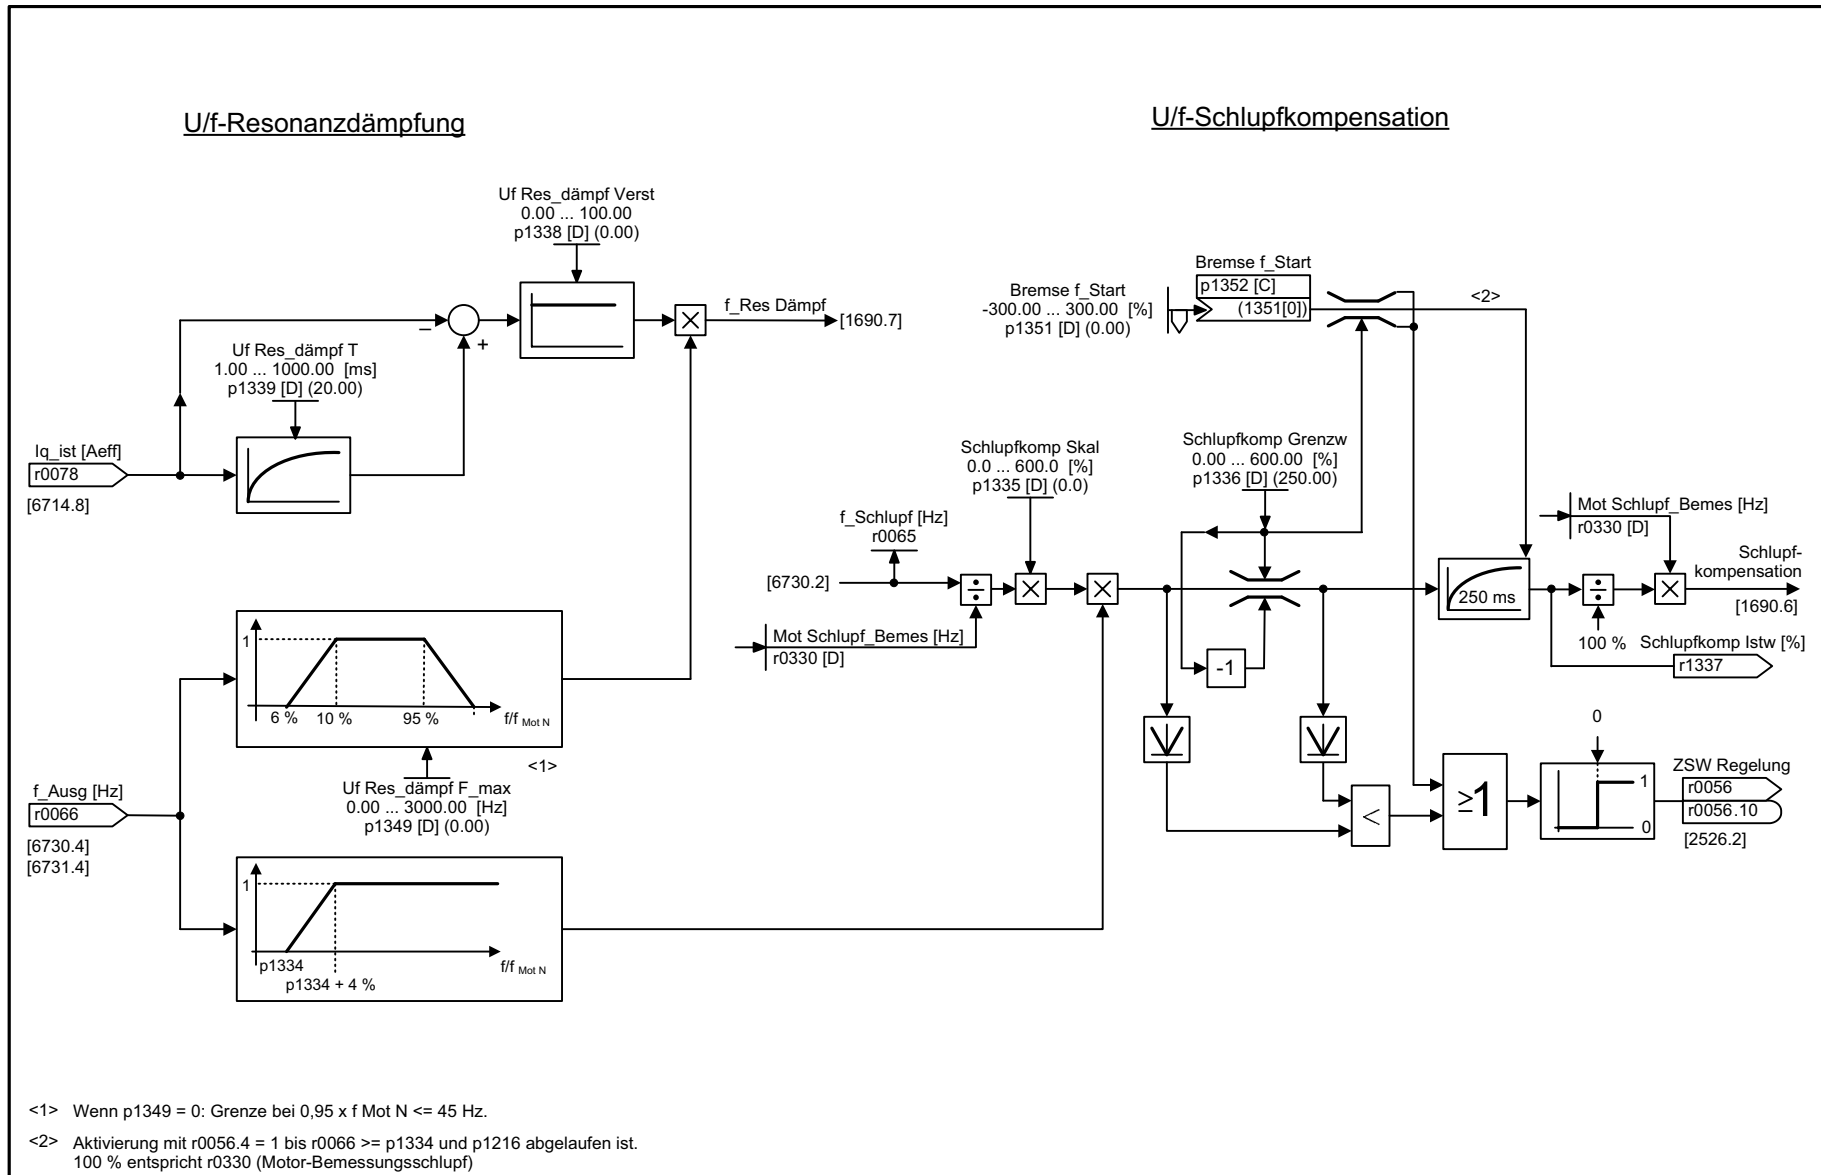 U/f-Resonanzdämpfung
Uf Res_dämpf Verst
0.00 ... 100.00
p1338 [D] (0.00)
f_Res Dämpf
[1690.7]
–
+
Uf Res_dämpf T
1.00 ... 1000.00 [ms]
p1339 [D] (20.00)
Iq_ist [Aeff]
r0078
[6714.8]
1
6 %
10 %
95 %
f/f Mot N
<1>
Uf Res_dämpf F_max
0.00 ... 3000.00 [Hz]
p1349 [D] (0.00)
f_Ausg [Hz]
r0066
[6730.4]
[6731.4]
1
p1334
p1334 + 4 %
f/f Mot N
U/f-Schlupfkompensation
Bremse f_Start
-300.00 ... 300.00 [%]
p1351 [D] (0.00)
Bremse f_Start
p1352 [C]
(1351[0])
<2>
Schlupfkomp Skal
0.0 ... 600.0 [%]
p1335 [D] (0.0)
Schlupfkomp Grenzw
0.00 ... 600.00 [%]
p1336 [D] (250.00)
f_Schlupf [Hz]
r0065
[6730.2]
÷
×
×
Mot Schlupf_Bemes [Hz]
r0330 [D]
-1
Mot Schlupf_Bemes [Hz]
r0330 [D]
250 ms
÷
×
Schlupf-
kompensation
[1690.6]
100 %
Schlupfkomp Istw [%]
r1337
<
≥1
0
1
0
ZSW Regelung
r0056
r0056.10
[2526.2]
<1> Wenn p1349 = 0: Grenze bei 0,95 x f Mot N <= 45 Hz.
<2> Aktivierung mit r0056.4 = 1 bis r0066 >= p1334 und p1216 abgelaufen ist.
100 % entspricht r0330 (Motor-Bemessungsschlupf)